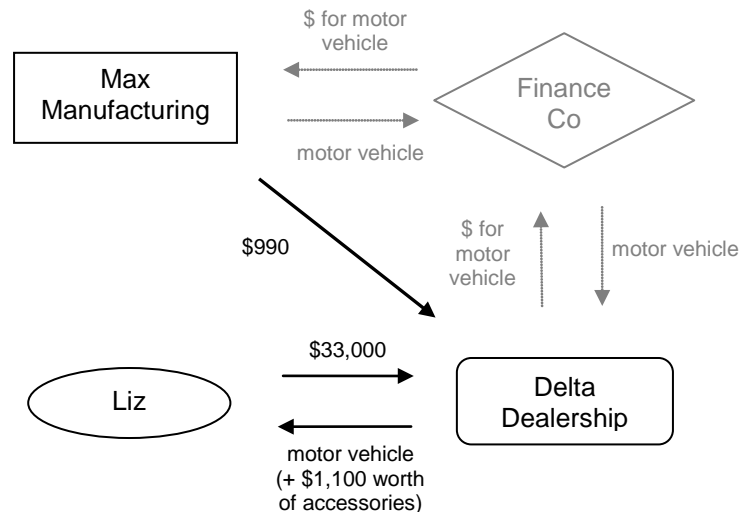 $ for motor
vehicle
Max
Manufacturing
Finance
Co
motor vehicle
$990
$ for
motor
vehicle
motor vehicle
$33,000
Liz
Delta
Dealership
motor vehicle
(+ $1,100 worth
of accessories)